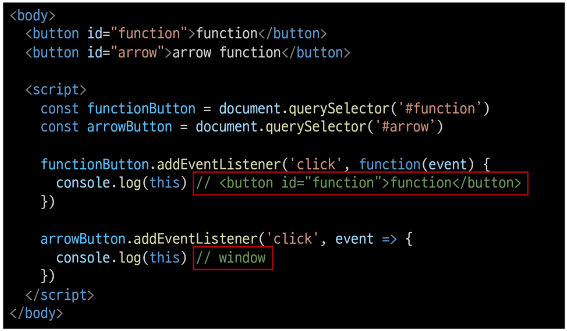 <body>
<button id="function">function</button>
<button id="arrow">arrow function</button>
<script>
const functionButton = document.querySelector('#function’)
const arrowButton = document.querySelector('#arrow’)
functionButton.addEventListener('click', function(event) {
console.log(this) // <button id="function">function</button>
})
arrowButton.addEventListener('click', event => {
console.log(this) // window
})
</script>
</body>